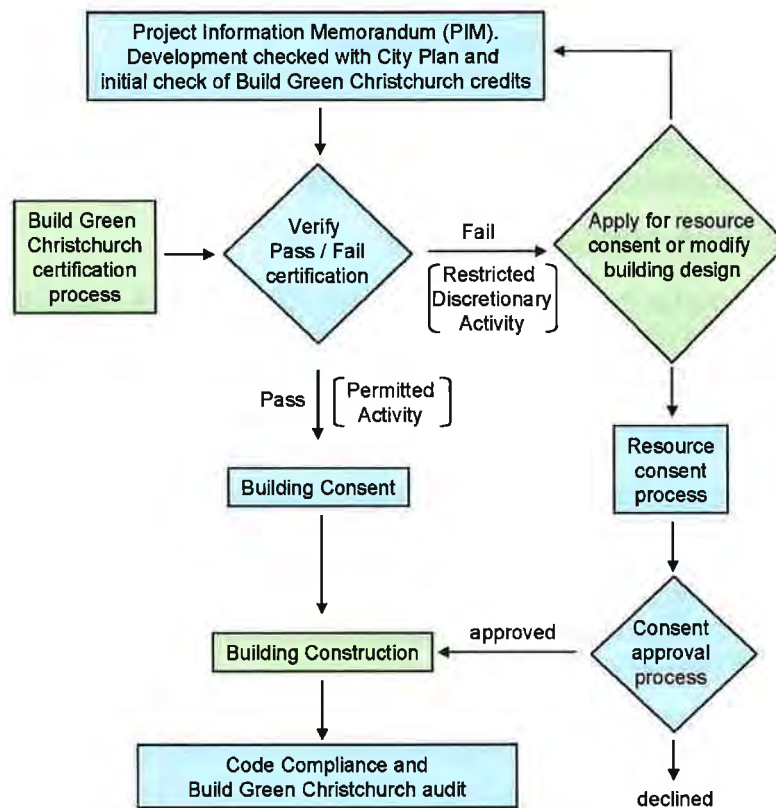 Project Information Memorandum (PIM).
Development checked with City Plan and
initial check of Build Green Christchurch credits
Build Green
Christchurch
certification
process
Verify
Pass / Fail
certification
Fail
Restricted
Discretionary
Activity
Apply for resource
consent or modify
building design
Pass
Permitted
Activity
Resource
consent
process
Building Consent
Building Construction
approved
Consent
approval
process
Code Compliance and
Build Green Christchurch audit
declined